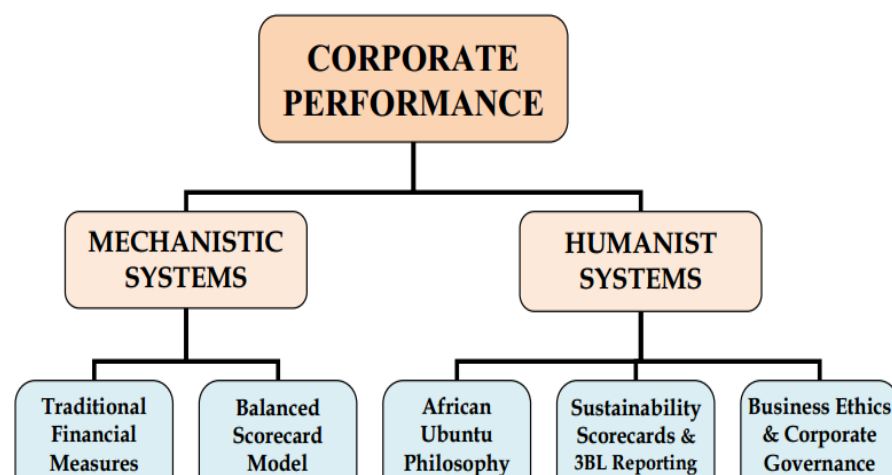 CORPORATE
PERFORMANCE
MECHANISTIC
SYSTEMS
HUMANIST
SYSTEMS
Traditional
Financial
Measures
Balanced
Scorecard
Model
African
Ubuntu
Philosophy
Sustainability
Scorecards &
3BL Reporting
Business Ethics
& Corporate
Governance